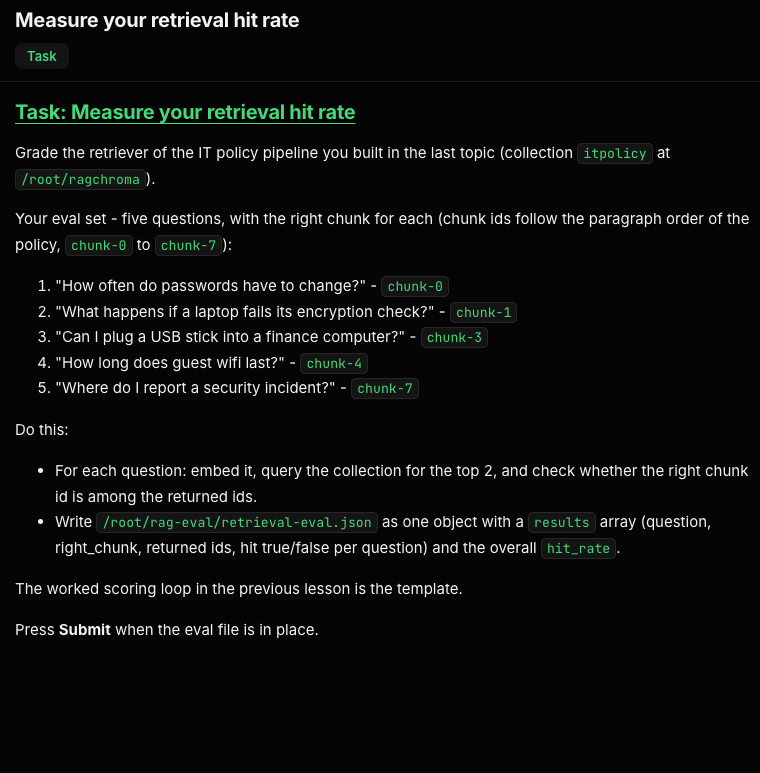 Measure your retrieval hit rate
Task
Task: Measure your retrieval hit rate
Grade the retriever of the IT policy pipeline you built in the last topic (collection itpolicy at
/root/ragchroma).
Your eval set - five questions, with the right chunk for each (chunk ids follow the paragraph order of the
policy, chunk-0 to chunk-7):
1. "How often do passwords have to change?" - chunk-0
2. "What happens if a laptop fails its encryption check?" - chunk-1
3. "Can I plug a USB stick into a finance computer?" - chunk-3
4. "How long does guest wifi last?" - chunk-4
5. "Where do I report a security incident?" - chunk-7
Do this:
• For each question: embed it, query the collection for the top 2, and check whether the right chunk
id is among the returned ids.
• Write /root/rag-eval/retrieval-eval.json as one object with a results array (question,
right_chunk, returned ids, hit true/false per question) and the overall hit_rate.
The worked scoring loop in the previous lesson is the template.
Press Submit when the eval file is in place.